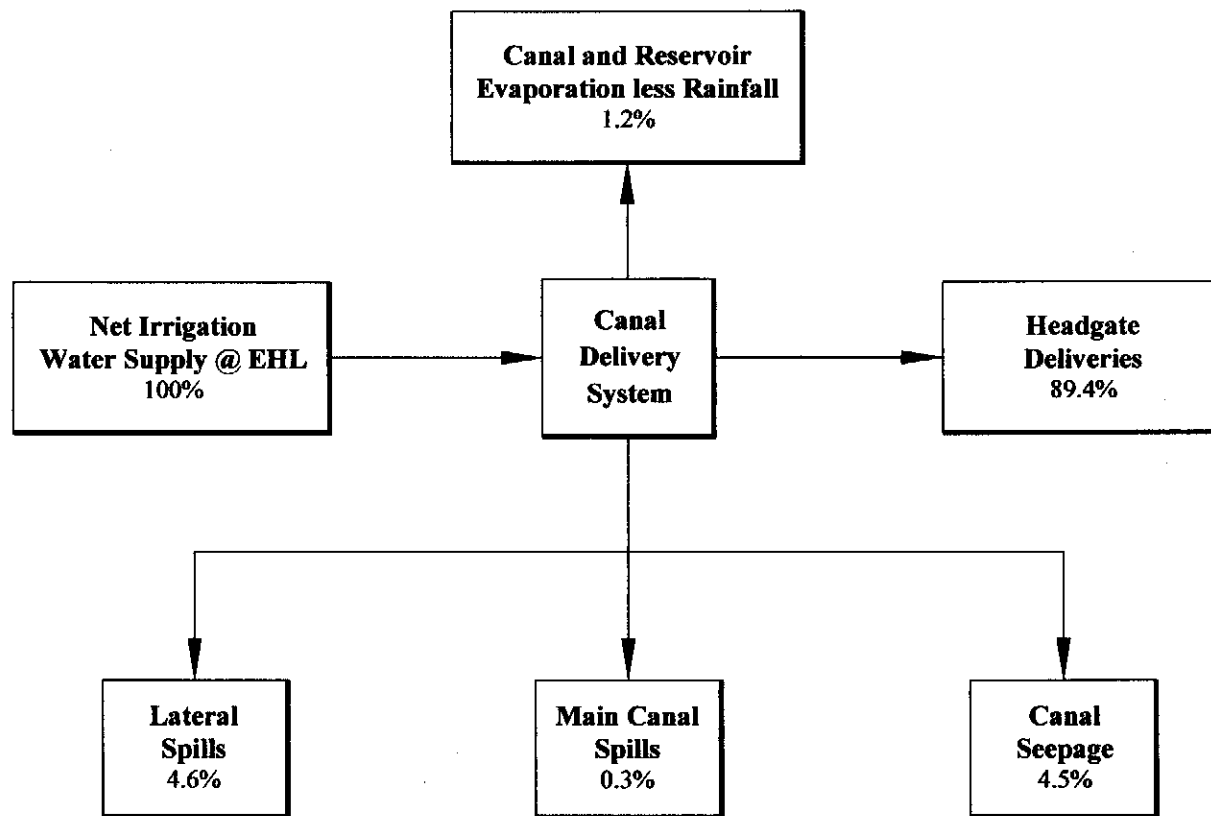 Canal and Reservoir
Evaporation less Rainfall
1.2%
Net Irrigation
Water Supply @ EHL
100%
Canal
Delivery
System
Headgate
Deliveries
89.4%
Lateral
Spills
4.6%
Main Canal
Spills
0.3%
Canal
Seepage
4.5%